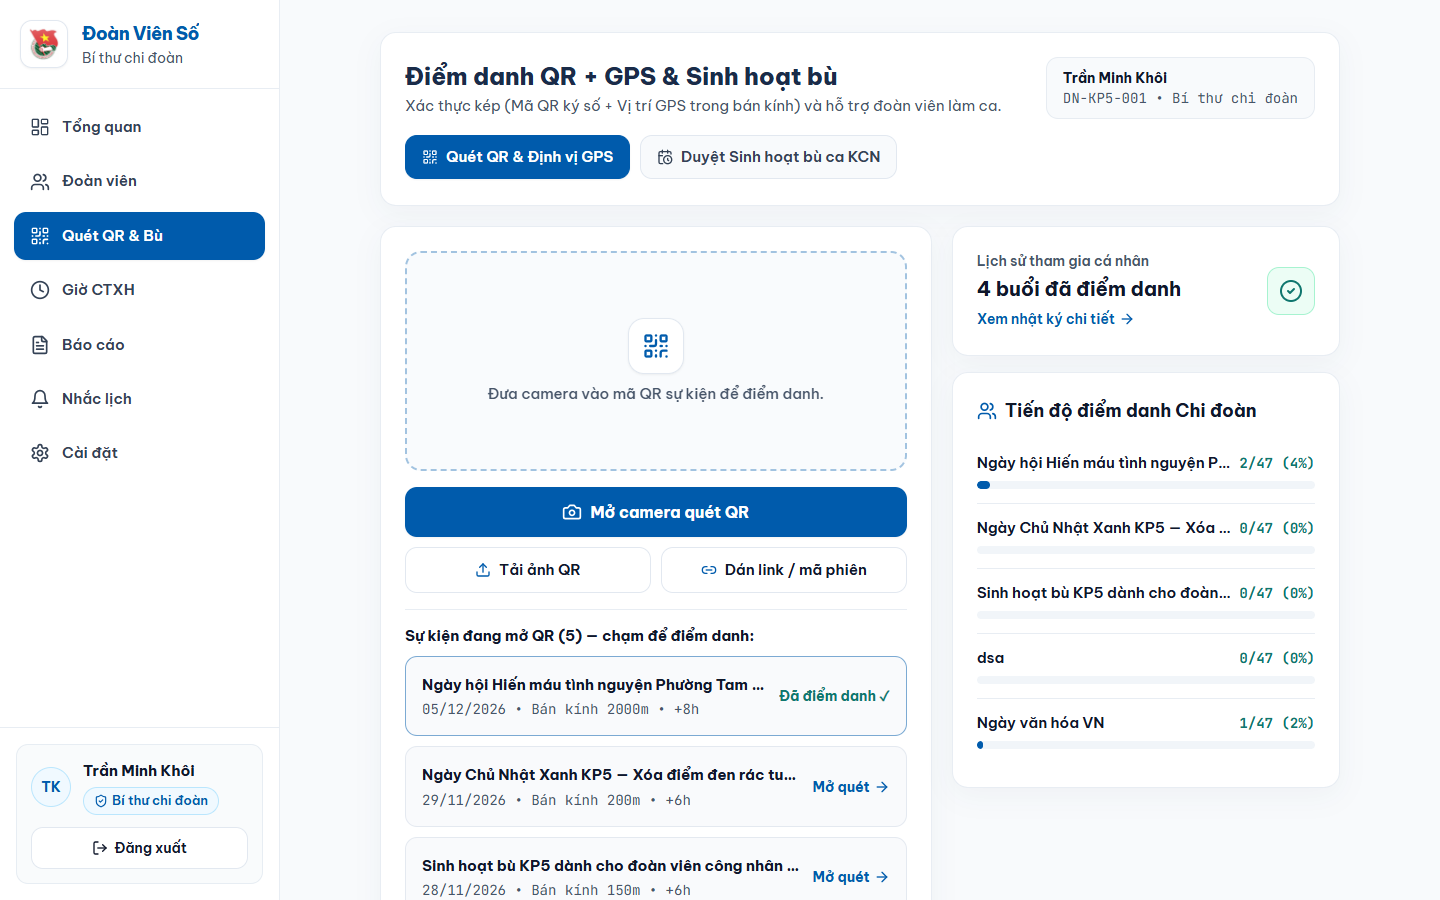 Đoàn Viên Số
Bí thư chi đoàn
Tổng quan
Đoàn viên
Quét QR & Bù
Giờ CTXH
Báo cáo
Nhắc lịch
Cài đặt
TK
Trần Minh Khôi
Bí thư chi đoàn
Đăng xuất
Điểm danh QR + GPS & Sinh hoạt bù
Xác thực kép (Mã QR ký số + Vị trí GPS trong bán kính) và hỗ trợ đoàn viên làm ca.
Trần Minh Khôi
DN-KP5-001 • Bí thư chi đoàn
Quét QR & Định vị GPS
Duyệt Sinh hoạt bù ca KCN
Đưa camera vào mã QR sự kiện để điểm danh.
Mở camera quét QR
Tải ảnh QR
Dán link / mã phiên
Sự kiện đang mở QR (5) — chạm để điểm danh:
Ngày hội Hiến máu tình nguyện Phường Tam ...
05/12/2026 • Bán kính 2000m • +8h
Đã điểm danh ✓
Ngày Chủ Nhật Xanh KP5 — Xóa điểm đen rác tu...
29/11/2026 • Bán kính 200m • +6h
Mở quét →
Sinh hoạt bù KP5 dành cho đoàn viên công nhân ...
28/11/2026 • Bán kính 150m • +6h
Mở quét →
Lịch sử tham gia cá nhân
4 buổi đã điểm danh
Xem nhật ký chi tiết →
Tiến độ điểm danh Chi đoàn
Ngày hội Hiến máu tình nguyện P... 2/47 (4%)
Ngày Chủ Nhật Xanh KP5 — Xóa ... 0/47 (0%)
Sinh hoạt bù KP5 dành cho đoàn... 0/47 (0%)
dsa 0/47 (0%)
Ngày văn hóa VN 1/47 (2%)